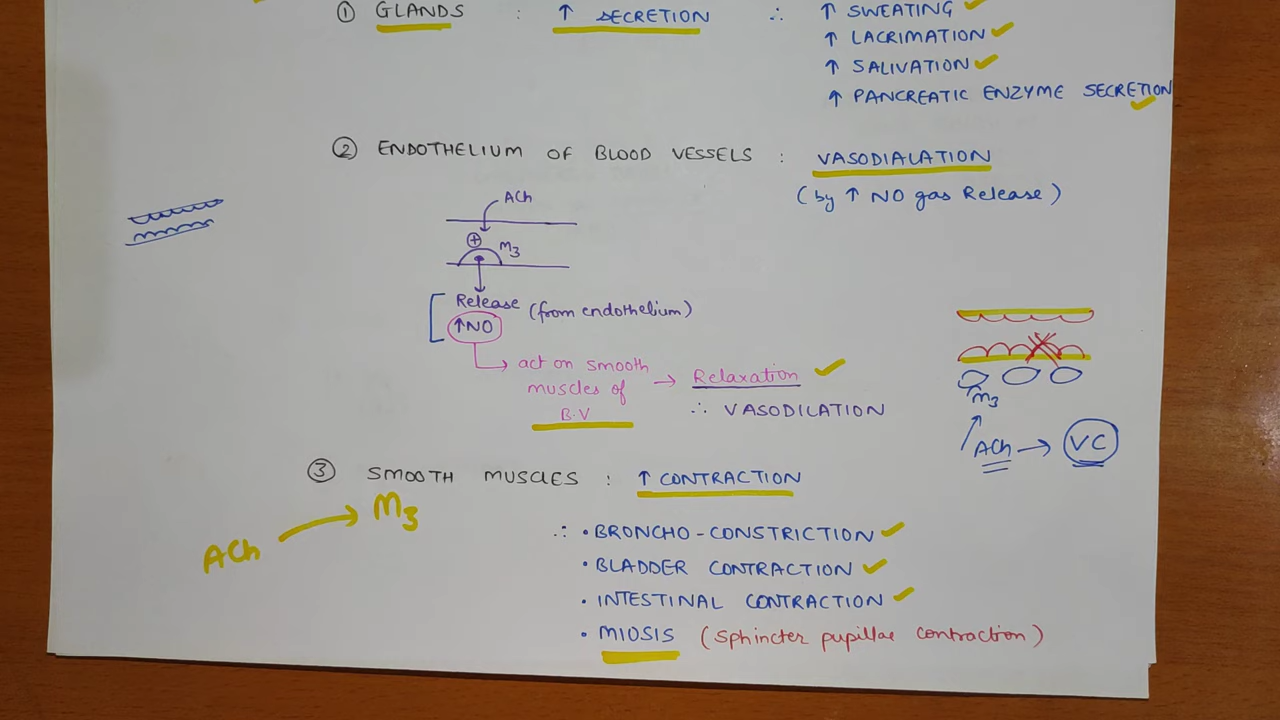 ① GLANDS : ↑ SECRETION ∴ ↑ SWEATING
↑ LACRIMATION
↑ SALIVATION
↑ PANCREATIC ENZYME SECRETION
② ENDOTHELIUM OF BLOOD VESSELS : VASODIALATION
(by ↑ NO gas Release)
ACh
⊕ M3
Release (from endothelium)
↑NO
→ act on smooth muscles of B.V → Relaxation
∴ VASODILATION
M3
ACh → VC
③ SMOOTH MUSCLES : ↑ CONTRACTION
ACh → M3
∴ • BRONCHO-CONSTRICTION
• BLADDER CONTRACTION
• INTESTINAL CONTRACTION
• MIOSIS (Sphincter pupillae contraction)